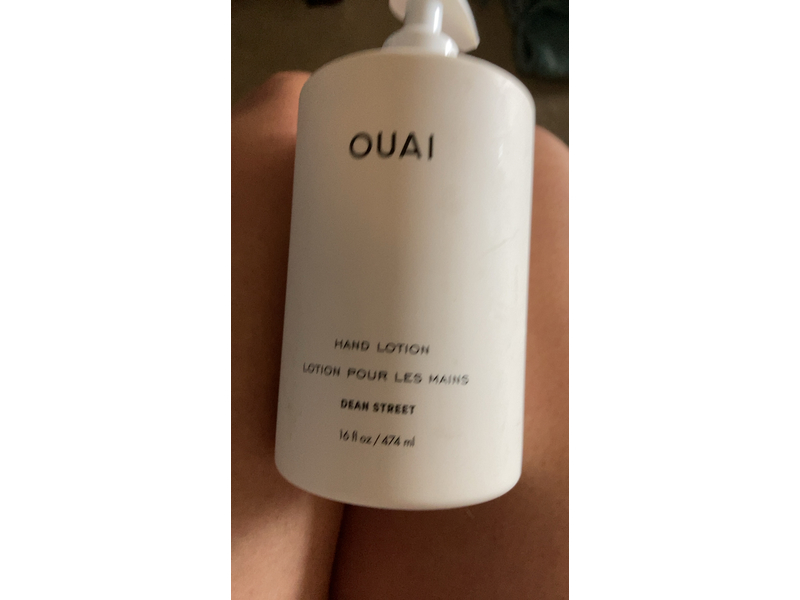 OUAI
HAND LOTION
LOTION POUR LES MAINS
DEAN STREET
16 fl oz / 474 ml